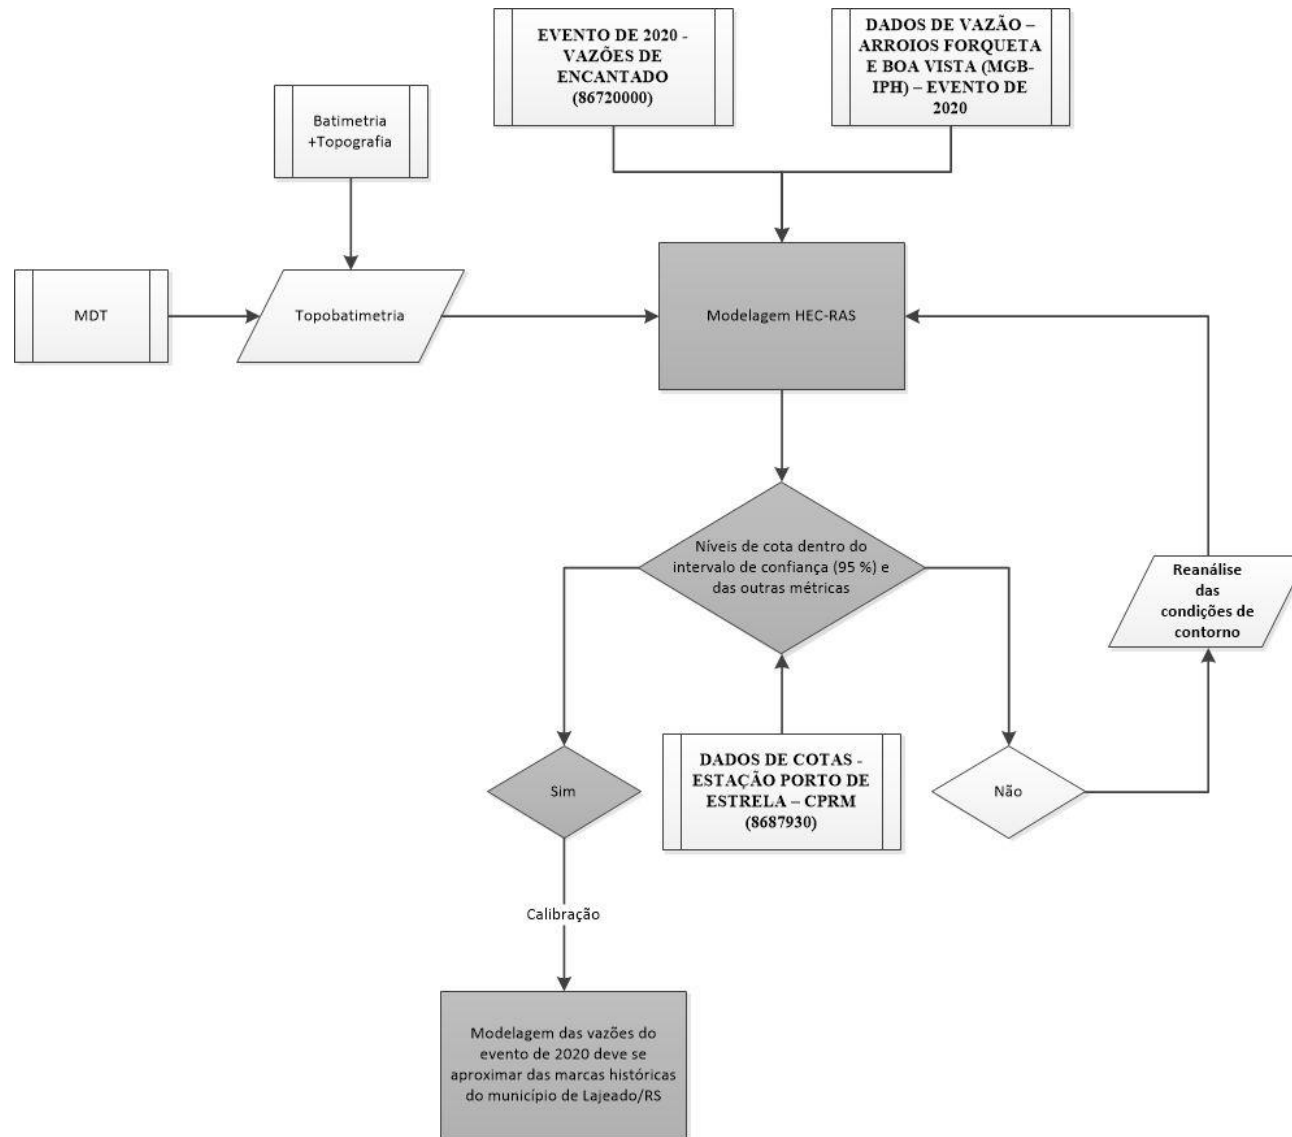 EVENTO DE 2020 -
VAZÕES DE
ENCANTADO
(86720000)
DADOS DE VAZÃO –
ARROIOS FORQUETA
E BOA VISTA (MGB-
IPH) – EVENTO DE
2020
Batimetria
+Topografia
MDT
Topobatimetria
Modelagem HEC-RAS
Níveis de cota dentro do
intervalo de confiança (95 %) e
das outras métricas
Reanálise
das
condições de
contorno
Sim
DADOS DE COTAS -
ESTAÇÃO PORTO DE
ESTRELA – CPRM
(8687930)
Não
Calibração
Modelagem das vazões do
evento de 2020 deve se
aproximar das marcas históricas
do município de Lajeado/RS